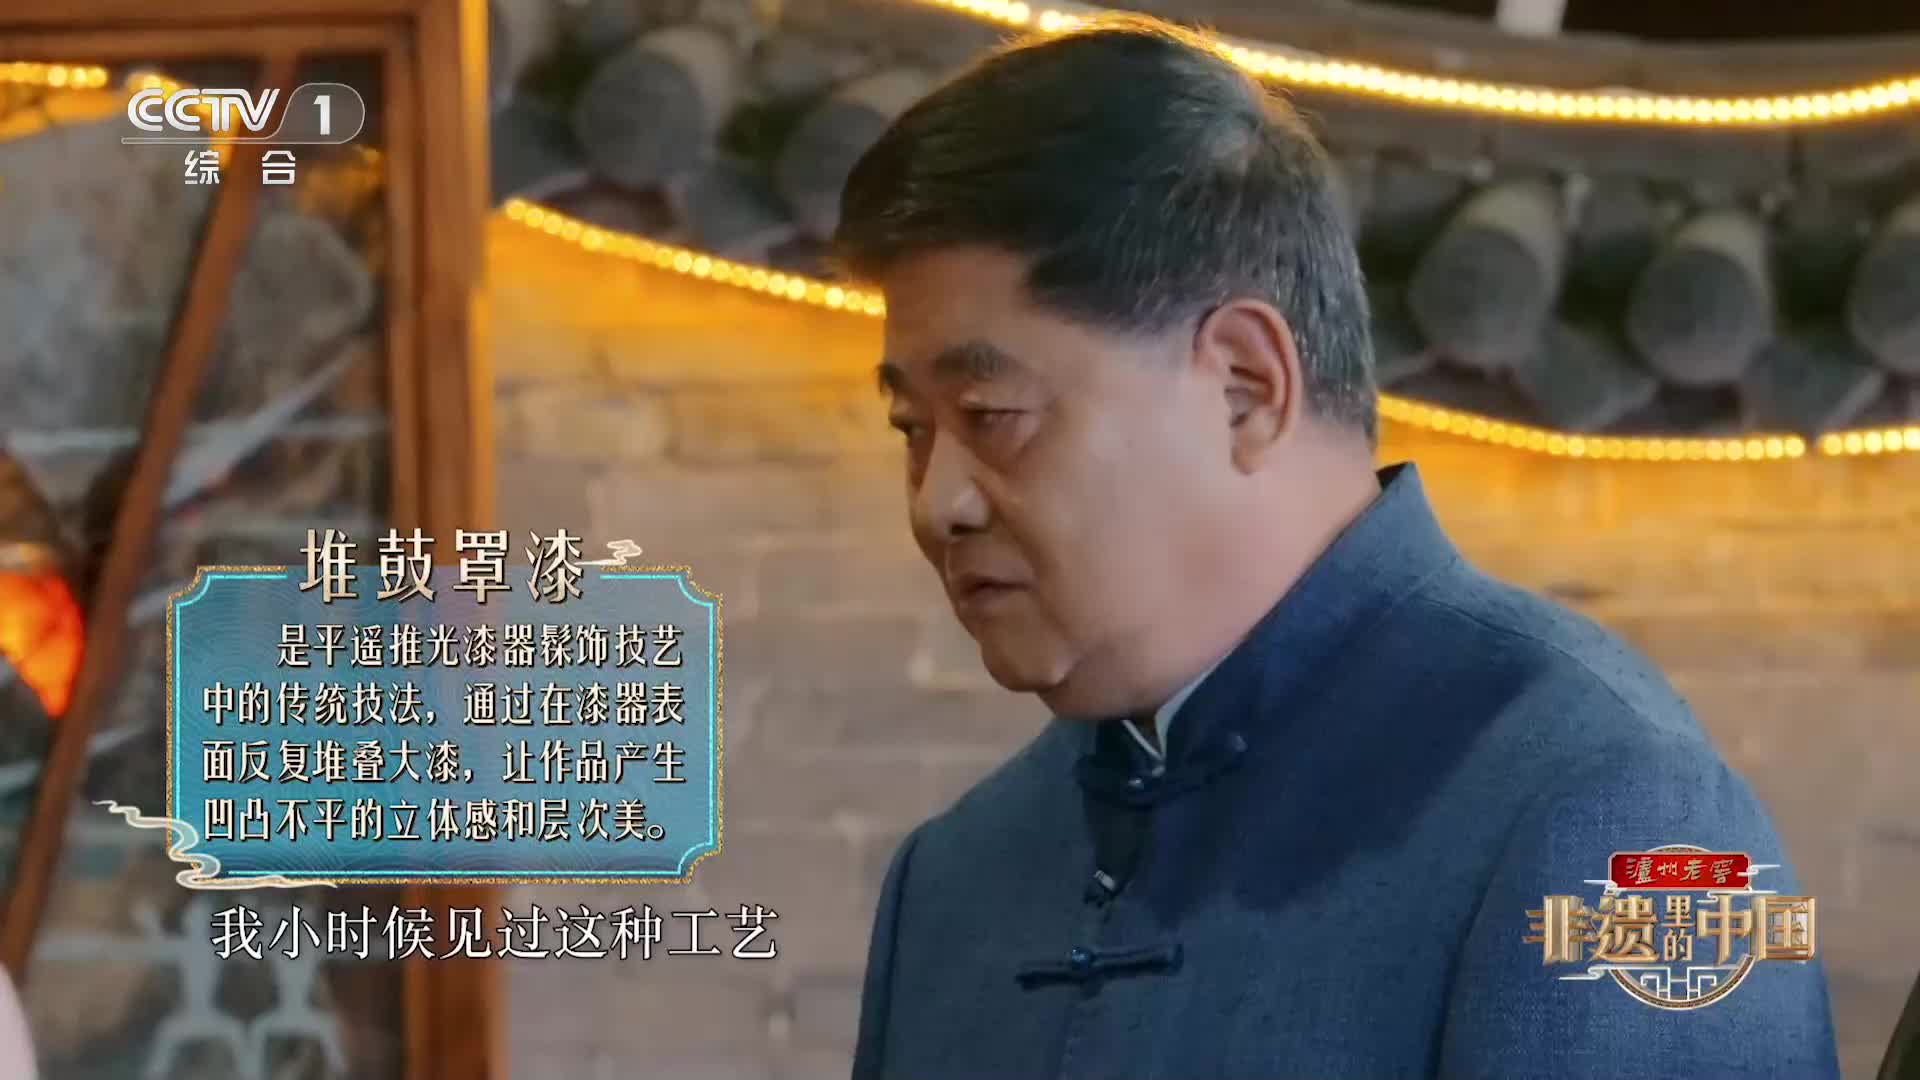 CCTV 1
综合
堆鼓罩漆
是平遥推光漆器髹饰技艺
中的传统技法，通过在漆器表
面反复堆叠大漆，让作品产生
凹凸不平的立体感和层次美。
我小时候见过这种工艺
泸州老窖
非遗里的中国